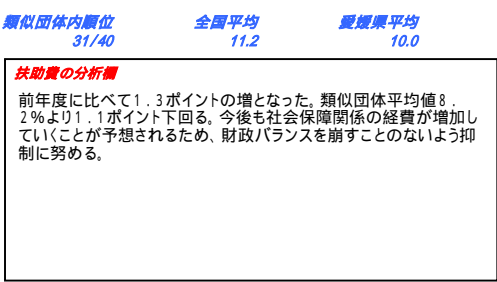 類似団体内順位 全国平均 愛媛県平均
31/40 11.2 10.0
扶助費の分析欄
前年度に比べて1.3ポイントの増となった。類似団体平均値8.
2%より1.1ポイント下回る。今後も社会保障関係の経費が増加し
ていくことが予想されるため、財政バランスを崩すことのないよう抑
制に努める。